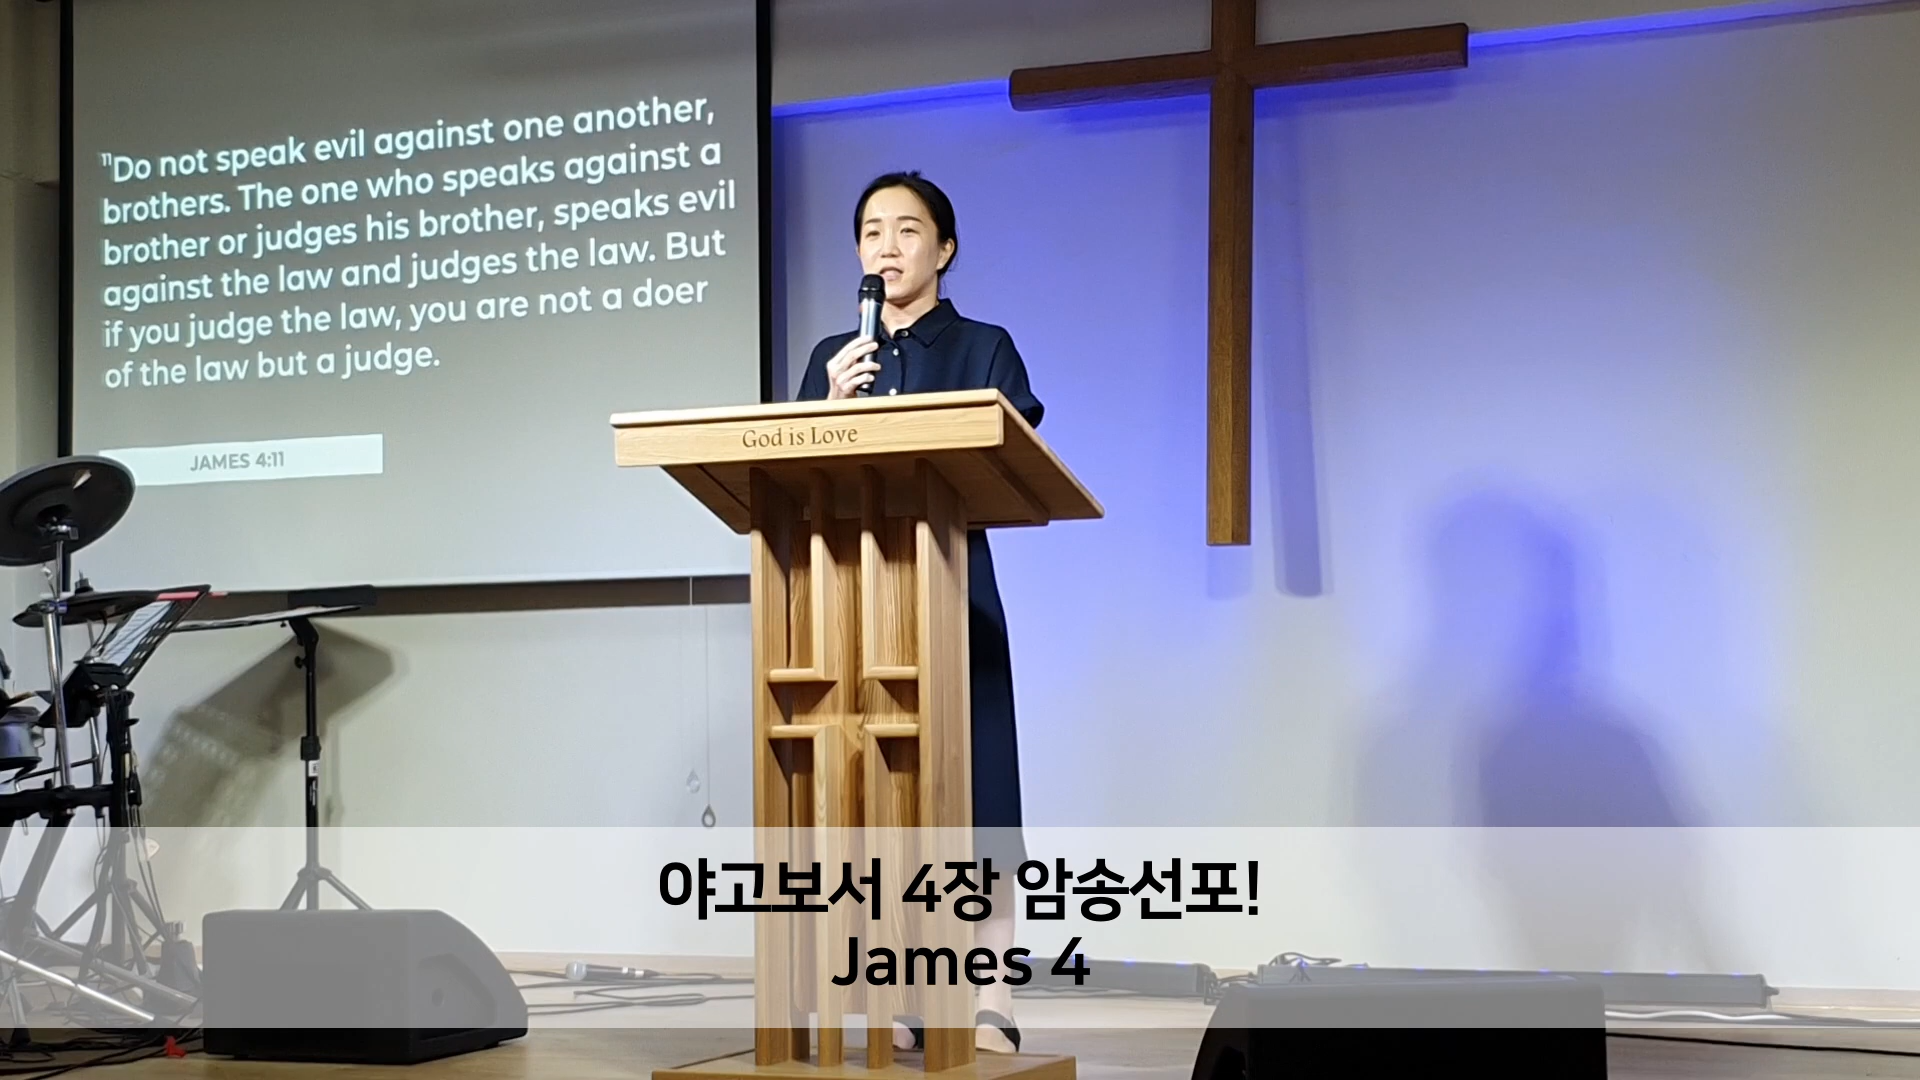 ¹¹Do not speak evil against one another,
brothers. The one who speaks against a
brother or judges his brother, speaks evil
against the law and judges the law. But
if you judge the law, you are not a doer
of the law but a judge.
JAMES 4:11
God is Love
야고보서 4장 암송선포!
James 4